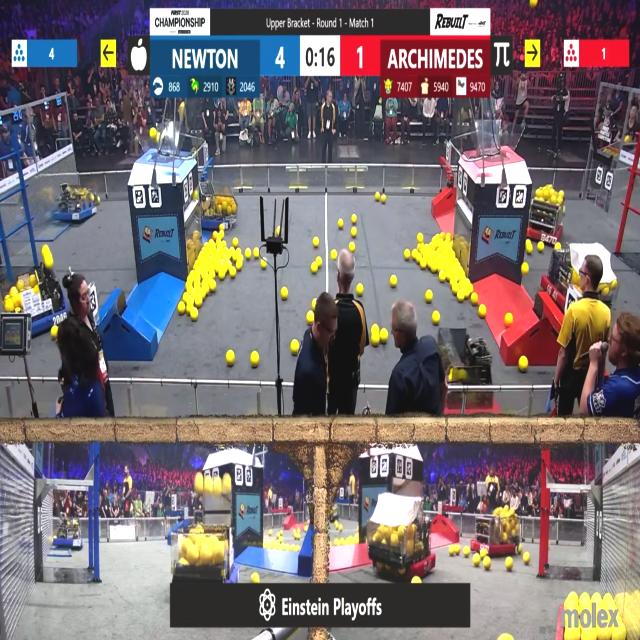 FIRST
CHAMPIONSHIP
Upper Bracket - Round 1 - Match 1
REBUILT
4
NEWTON
4
0:16
1
ARCHIMEDES
π
1
868
2910
2046
7407
5940
9470
REBUILT
REBUILT
2046
Einstein Playoffs
molex